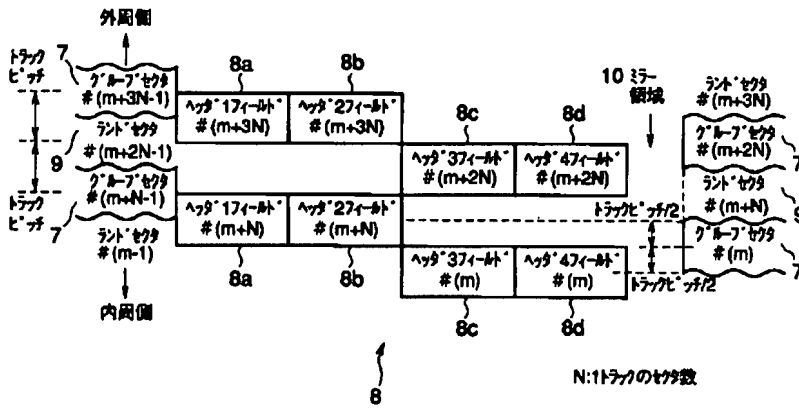 外周側
トラックピッチ
7
グルーブセクタ
#(m+3N-1)
ランドセクタ
9
#(m+2N-1)
グルーブセクタ
#(m+N-1)
トラックピッチ
7
ランドセクタ
#(m-1)
内周側
8a
8b
ヘッダ1フィールド
#(m+3N)
ヘッダ2フィールド
#(m+3N)
8c
8d
ヘッダ3フィールド
#(m+2N)
ヘッダ4フィールド
#(m+2N)
ヘッダ1フィールド
#(m+N)
ヘッダ2フィールド
#(m+N)
8a
8b
ヘッダ3フィールド
#(m)
ヘッダ4フィールド
#(m)
8c
8d
10 ミラー領域
トラックピッチ/2
トラックピッチ/2
ランドセクタ
#(m+3N)
グルーブセクタ
#(m+2N)
7
ランドセクタ
#(m+N)
9
グルーブセクタ
#(m)
7
8
N:1トラックのセクタ数